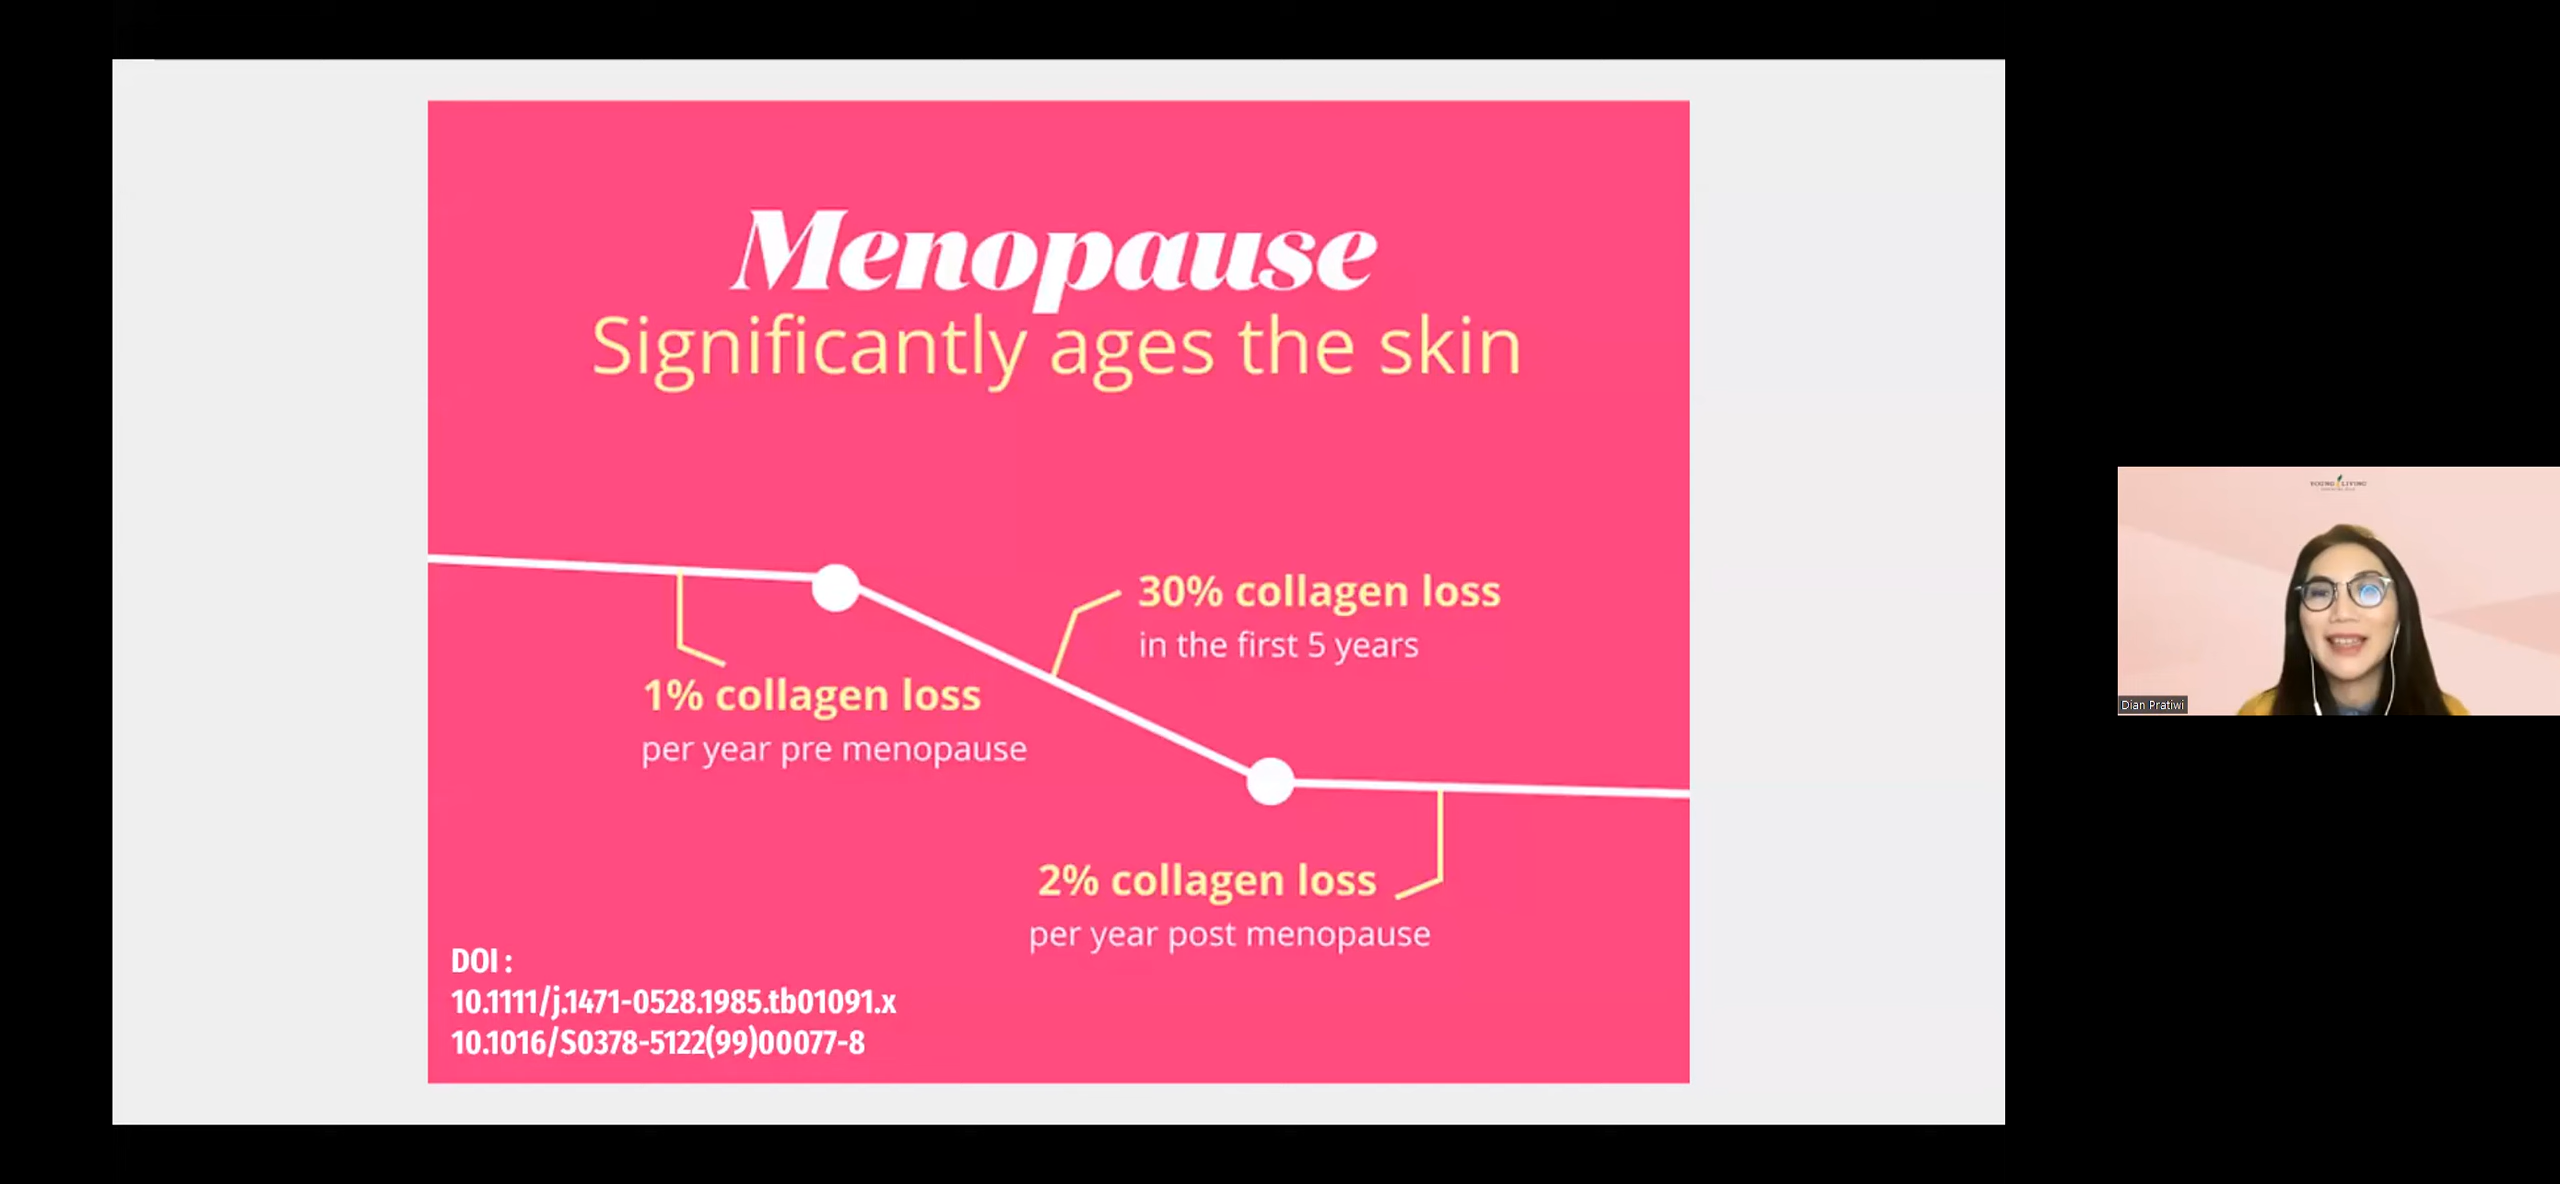 Menopause
Significantly ages the skin
30% collagen loss
in the first 5 years
1% collagen loss
per year pre menopause
2% collagen loss
per year post menopause
DOI :
10.1111/j.1471-0528.1985.tb01091.x
10.1016/S0378-5122(99)00077-8
YOUNG LIVING
Dian Pratiwi